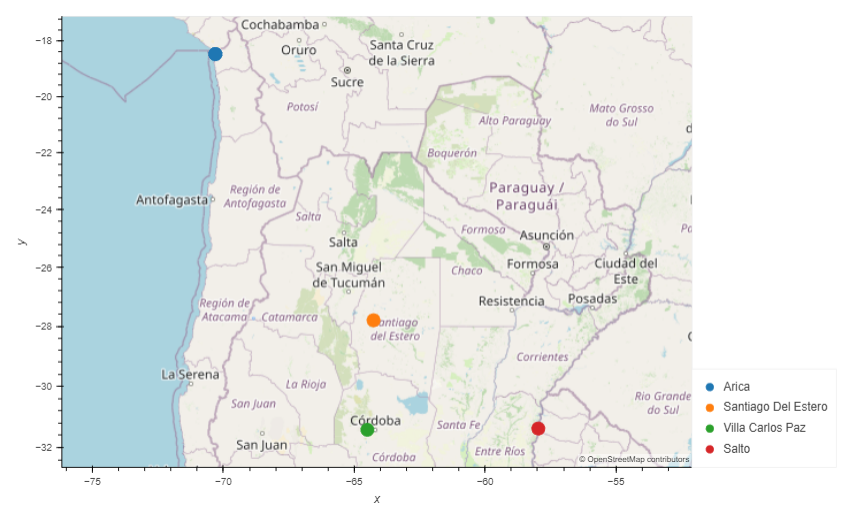 Cochabamba
Oruro
Santa Cruz
de la Sierra
Sucre
Potosí
Mato Grosso
do Sul
Alto Paraguay
Boquerón
Antofagasta
Región de
Antofagasta
Paraguay /
Paraguái
Salta
Formosa
Asunción
Salta
San Miguel
de Tucumán
Chaco
Formosa
Ciudad del
Este
Región de
Atacama
Catamarca
Resistencia
Posadas
Santiago
del Estero
Corrientes
La Serena
La Rioja
San Juan
Rio Grande
do Sul
Córdoba
Santa Fe
San Juan
Entre Ríos
Córdoba
© OpenStreetMap contributors
−18
−20
−22
−24
−26
−28
−30
−32
y
−75
−70
−65
−60
−55
x
Arica
Santiago Del Estero
Villa Carlos Paz
Salto